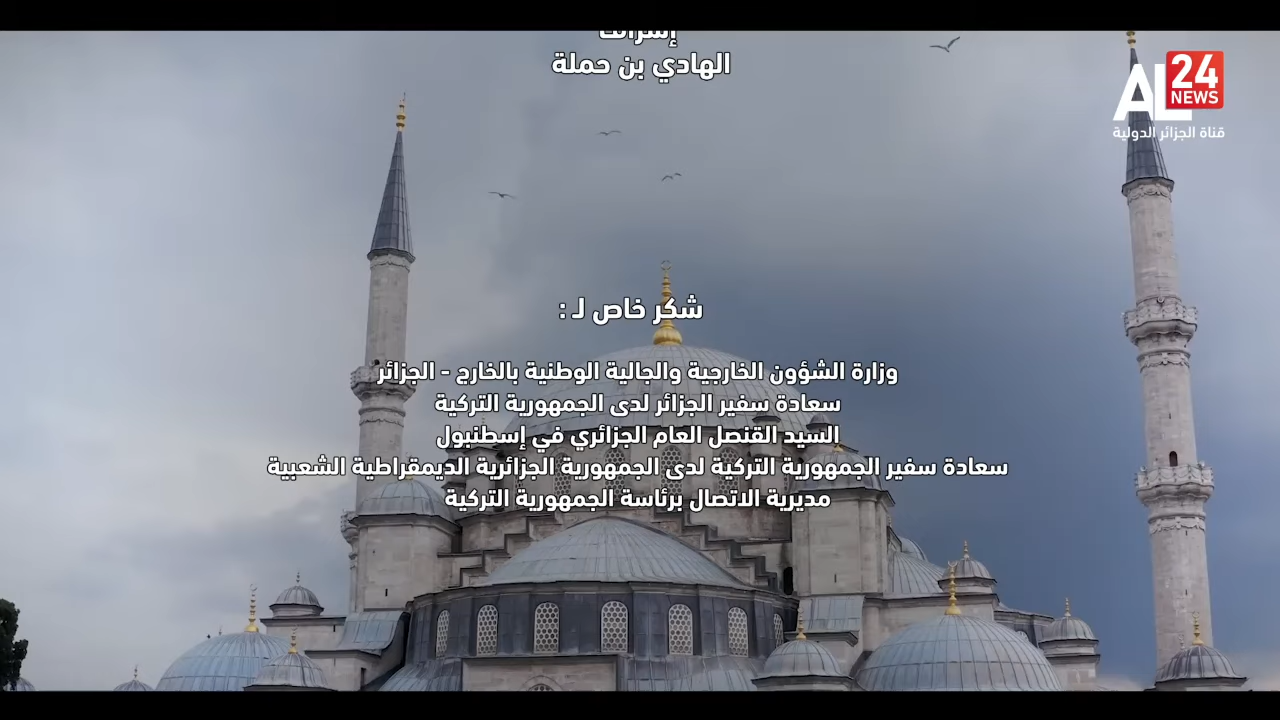 إشراف
الهادي بن حملة
AL
24
NEWS
قناة الجزائر الدولية
شكر خاص لـ :
وزارة الشؤون الخارجية والجالية الوطنية بالخارج - الجزائر
سعادة سفير الجزائر لدى الجمهورية التركية
السيد القنصل العام الجزائري في إسطنبول
سعادة سفير الجمهورية التركية لدى الجمهورية الجزائرية الديمقراطية الشعبية
مديرية الاتصال برئاسة الجمهورية التركية